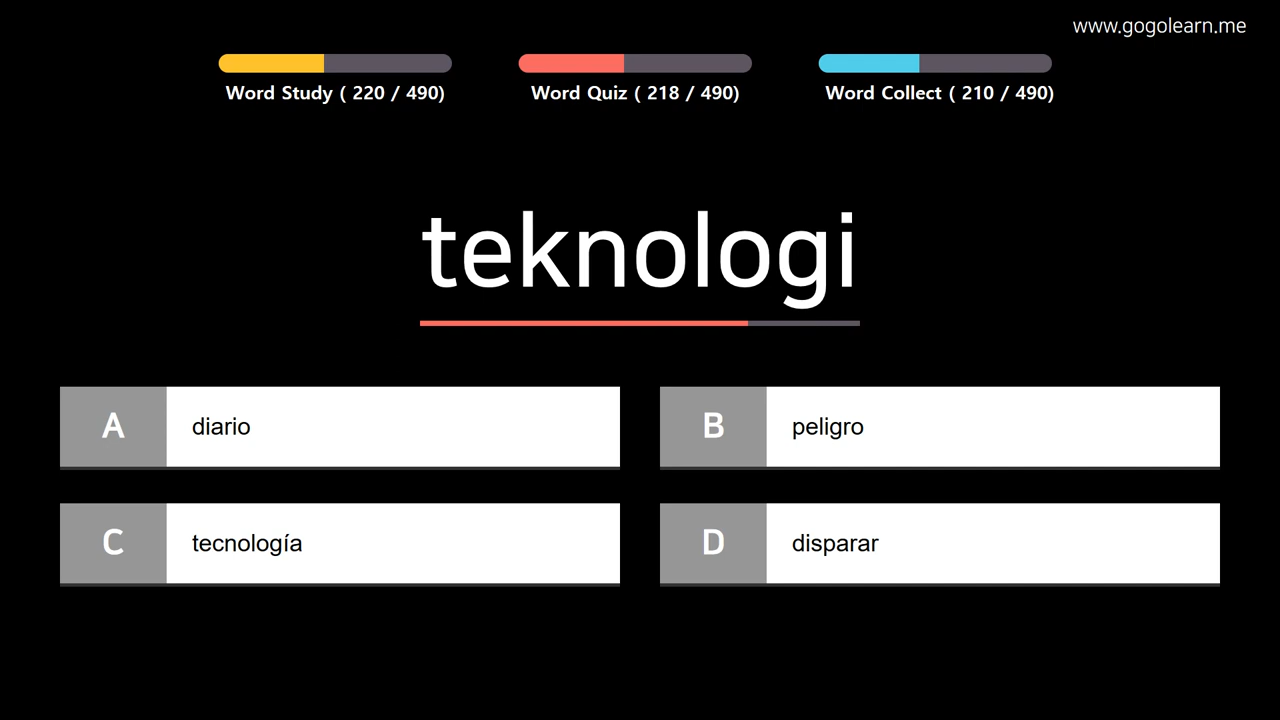 www.gogolearn.me
Word Study ( 220 / 490)
Word Quiz ( 218 / 490)
Word Collect ( 210 / 490)
teknologi
A
diario
B
peligro
C
tecnología
D
disparar